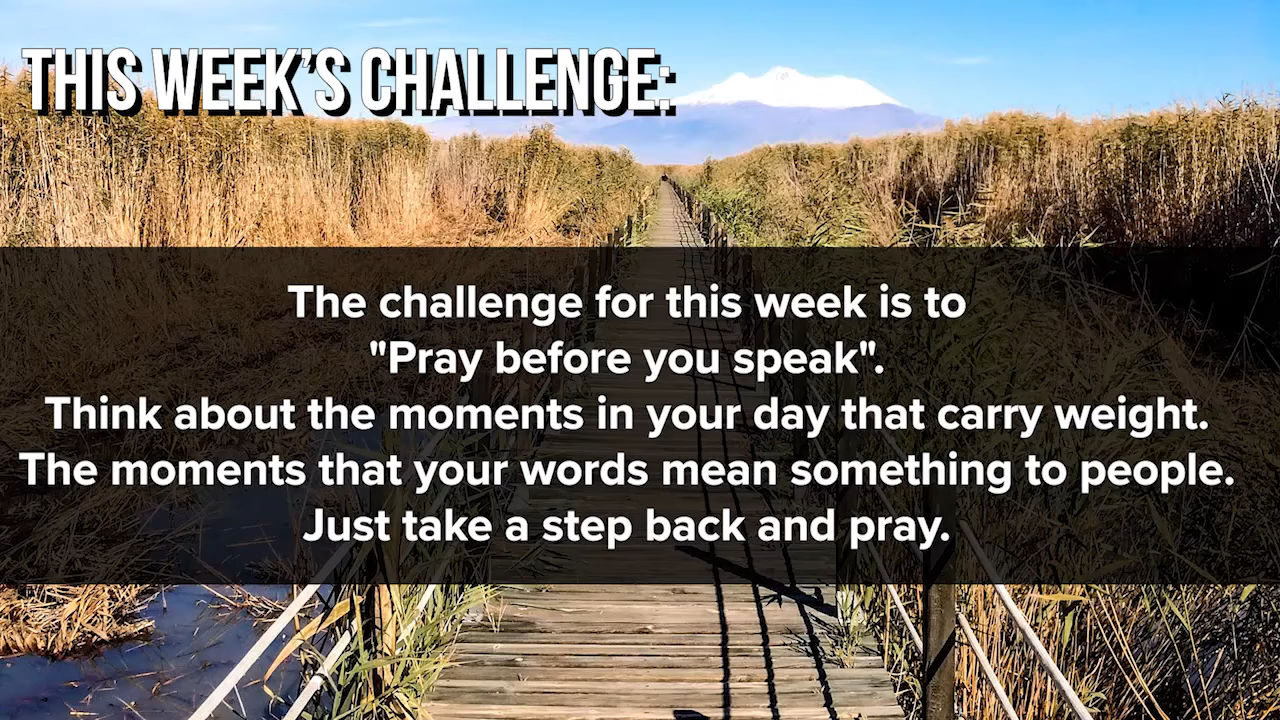 THIS WEEK'S CHALLENGE:
The challenge for this week is to
"Pray before you speak".
Think about the moments in your day that carry weight.
The moments that your words mean something to people.
Just take a step back and pray.